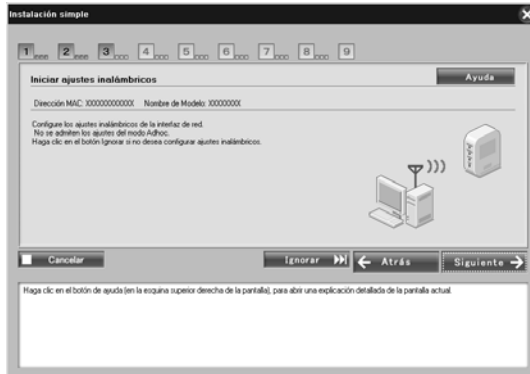 Instalación simple
1 2 3 4 5 6 7 8 9
Iniciar ajustes inalámbricos
Ayuda
Dirección MAC: XXXXXXXXXXXX Nombre de Modelo: XXXXXXXX
Configure los ajustes inalámbricos de la interfaz de red.
No se admiten los ajustes del modo Adhoc.
Haga clic en el botón Ignorar si no desea configurar ajustes inalámbricos.
Cancelar
Ignorar
Atrás
Siguiente
Haga clic en el botón de ayuda (en la esquina superior derecha de la pantalla), para abrir una explicación detallada de la pantalla actual.